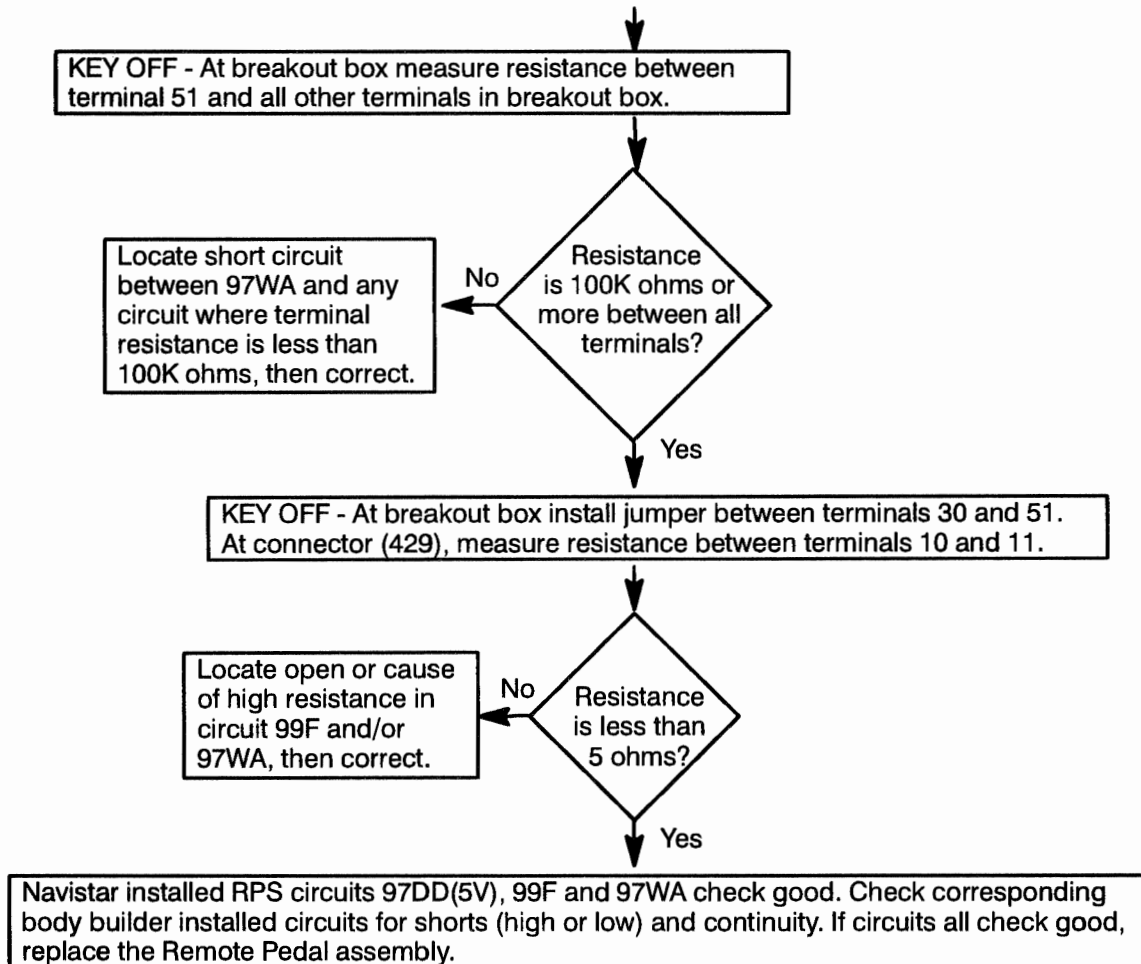 KEY OFF - At breakout box measure resistance between
terminal 51 and all other terminals in breakout box.
Resistance
is 100K ohms or
more between all
terminals?
No
Locate short circuit
between 97WA and any
circuit where terminal
resistance is less than
100K ohms, then correct.
Yes
KEY OFF - At breakout box install jumper between terminals 30 and 51.
At connector (429), measure resistance between terminals 10 and 11.
Resistance
is less than
5 ohms?
No
Locate open or cause
of high resistance in
circuit 99F and/or
97WA, then correct.
Yes
Navistar installed RPS circuits 97DD(5V), 99F and 97WA check good. Check corresponding
body builder installed circuits for shorts (high or low) and continuity. If circuits all check good,
replace the Remote Pedal assembly.